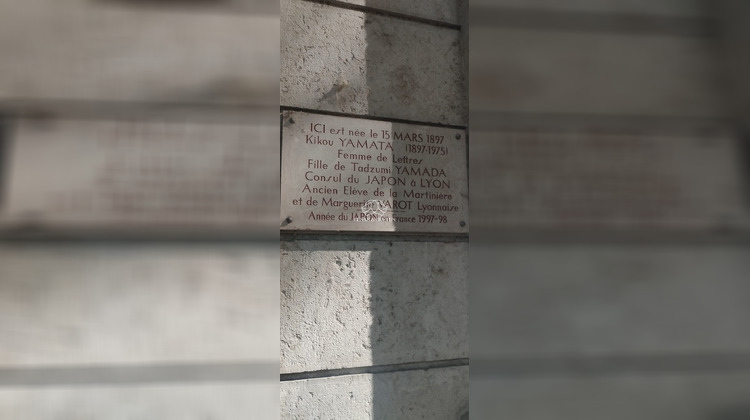 ICI est née le 15 MARS 1897
Kikou YAMATA (1897-1975)
Femme de Lettres
Fille de Tadzumi YAMADA
Consul du JAPON à LYON
Ancien Elève de la Martinière
et de Marguerite VAROT Lyonnaise
Année du JAPON en France 1997-98